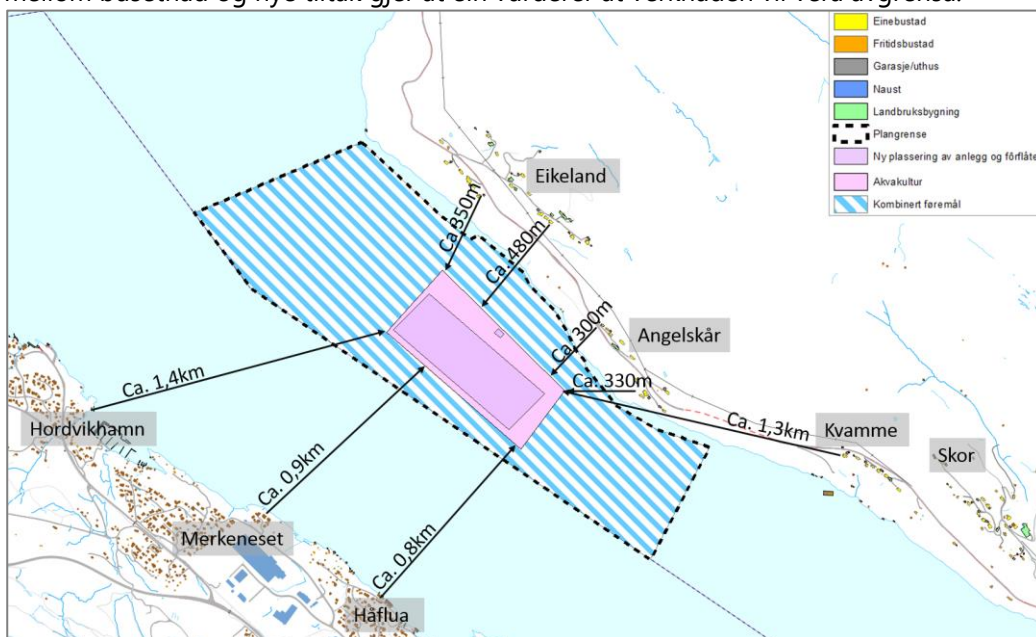 mellom busetnad og nye tiltak gjer at ein vurderer at verknaden vil vera avgrensa.
Einebustad
Fritidsbustad
Garasje/uthus
Naust
Landbruksbygning
Plangrense
Ny plassering av anlegg og fôrflåte
Akvakultur
Kombinert føremål
Eikeland
Ca.350m
Ca. 480m
Ca. 300m
Angelskår
Ca. 330m
Ca. 1,4km
Ca. 1,3km
Kvamme
Hordvikhamn
Skor
Ca. 0,9km
Merkeneset
Ca. 0,8km
Håflua